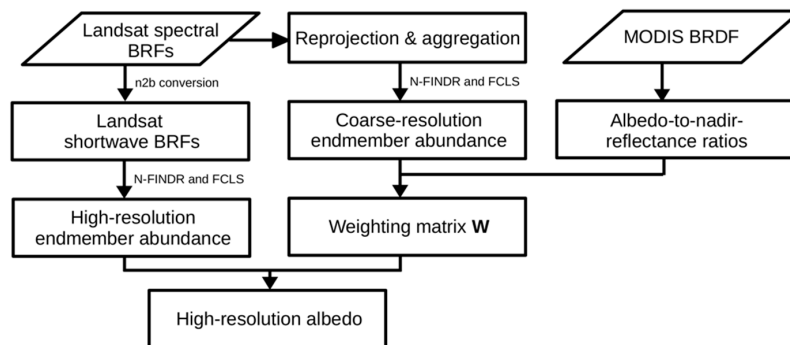 Landsat spectral
BRFs
Reprojection & aggregation
MODIS BRDF
n2b conversion
N-FINDR and FCLS
Landsat
shortwave BRFs
Coarse-resolution
endmember abundance
Albedo-to-nadir-
reflectance ratios
N-FINDR and FCLS
High-resolution
endmember abundance
Weighting matrix W
High-resolution albedo